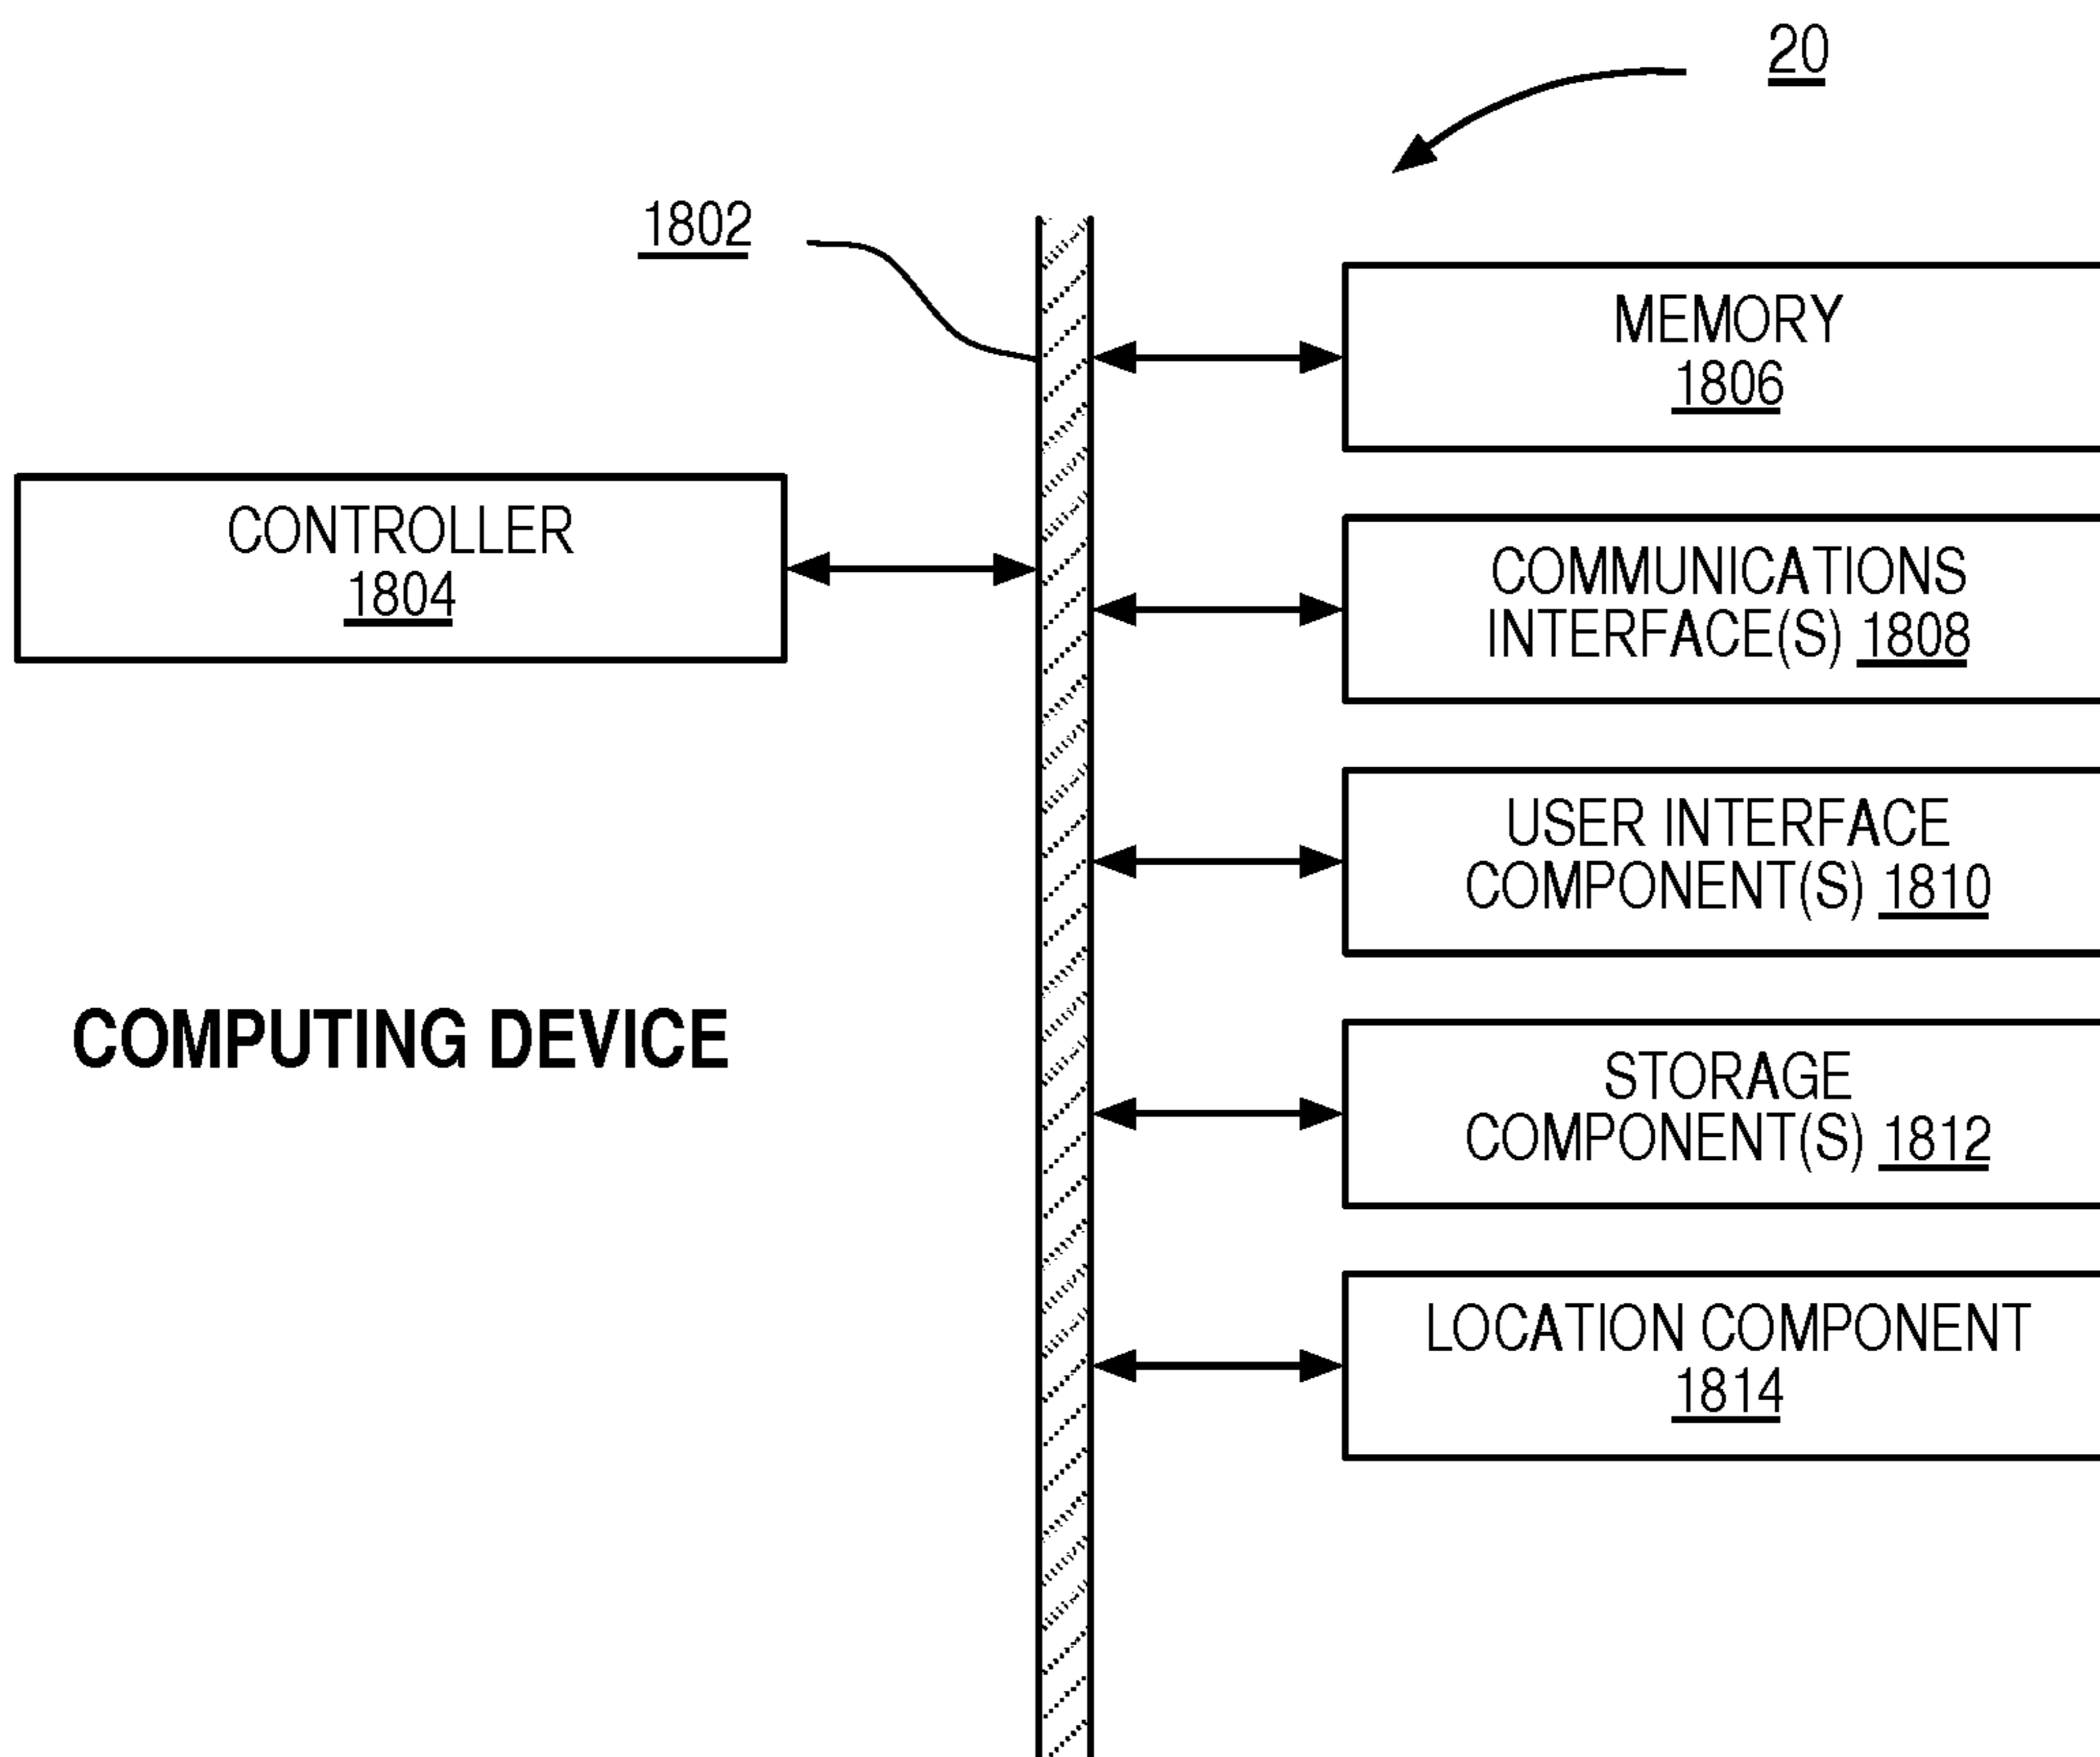 20
1802
MEMORY
1806
CONTROLLER
1804
COMMUNICATIONS
INTERFACE(S) 1808
USER INTERFACE
COMPONENT(S) 1810
COMPUTING DEVICE
STORAGE
COMPONENT(S) 1812
LOCATION COMPONENT
1814